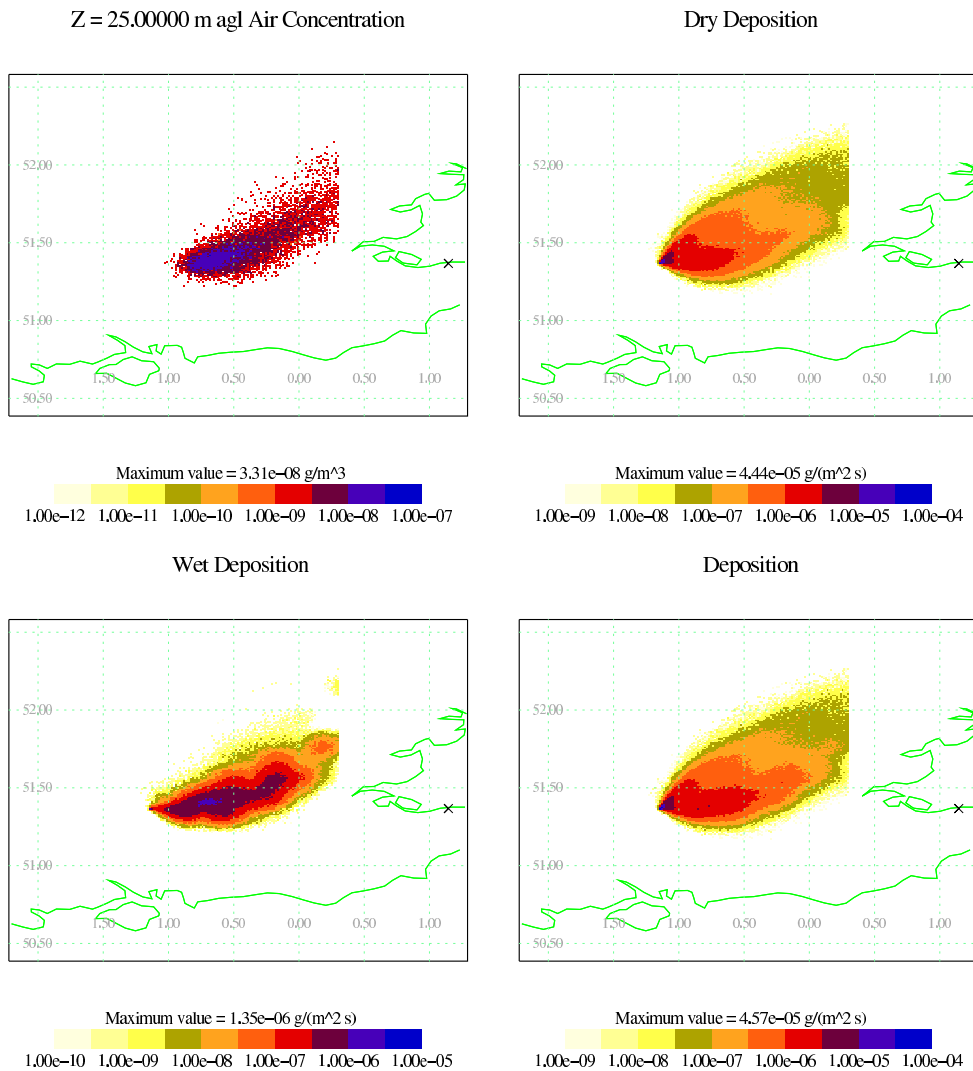 Z = 25.00000 m agl Air Concentration
Dry Deposition
52.00
51.50
51.00
50.50
1.50 1.00 0.50 0.00 0.50 1.00
52.00
51.50
51.00
50.50
1.50 1.00 0.50 0.00 0.50 1.00
Maximum value = 3.31e−08 g/m^3
1.00e−12 1.00e−11 1.00e−10 1.00e−09 1.00e−08 1.00e−07
Maximum value = 4.44e−05 g/(m^2 s)
1.00e−09 1.00e−08 1.00e−07 1.00e−06 1.00e−05 1.00e−04
Wet Deposition
Deposition
52.00
51.50
51.00
50.50
1.50 1.00 0.50 0.00 0.50 1.00
52.00
51.50
51.00
50.50
1.50 1.00 0.50 0.00 0.50 1.00
Maximum value = 1.35e−06 g/(m^2 s)
1.00e−10 1.00e−09 1.00e−08 1.00e−07 1.00e−06 1.00e−05
Maximum value = 4.57e−05 g/(m^2 s)
1.00e−09 1.00e−08 1.00e−07 1.00e−06 1.00e−05 1.00e−04